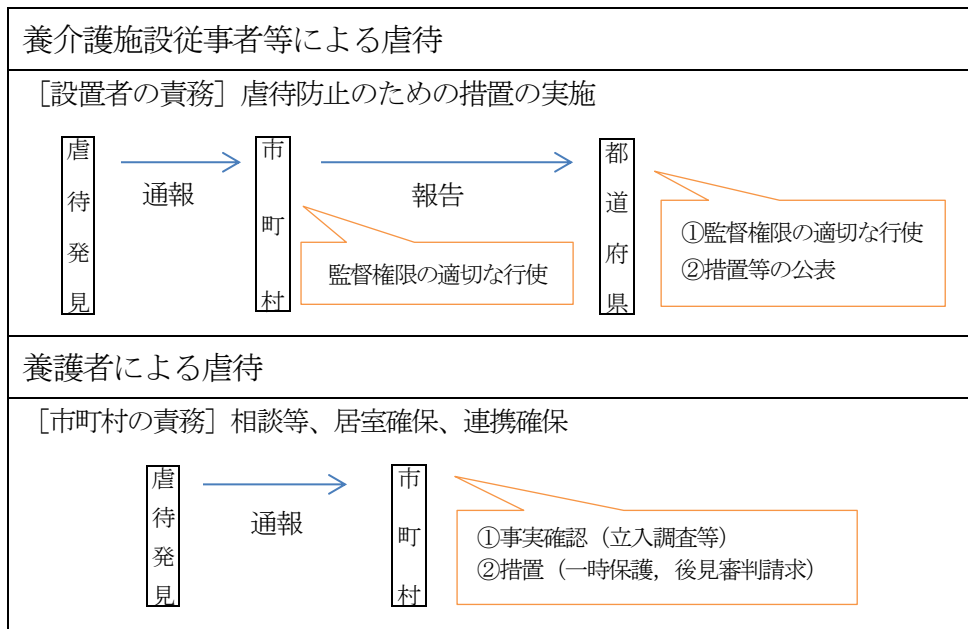 養介護施設従事者等による虐待
［設置者の責務］虐待防止のための措置の実施
虐待発見
通報
市町村
監督権限の適切な行使
報告
都道府県
①監督権限の適切な行使
②措置等の公表
養護者による虐待
［市町村の責務］相談等、居室確保、連携確保
虐待発見
通報
市町村
①事実確認（立入調査等）
②措置（一時保護，後見審判請求）